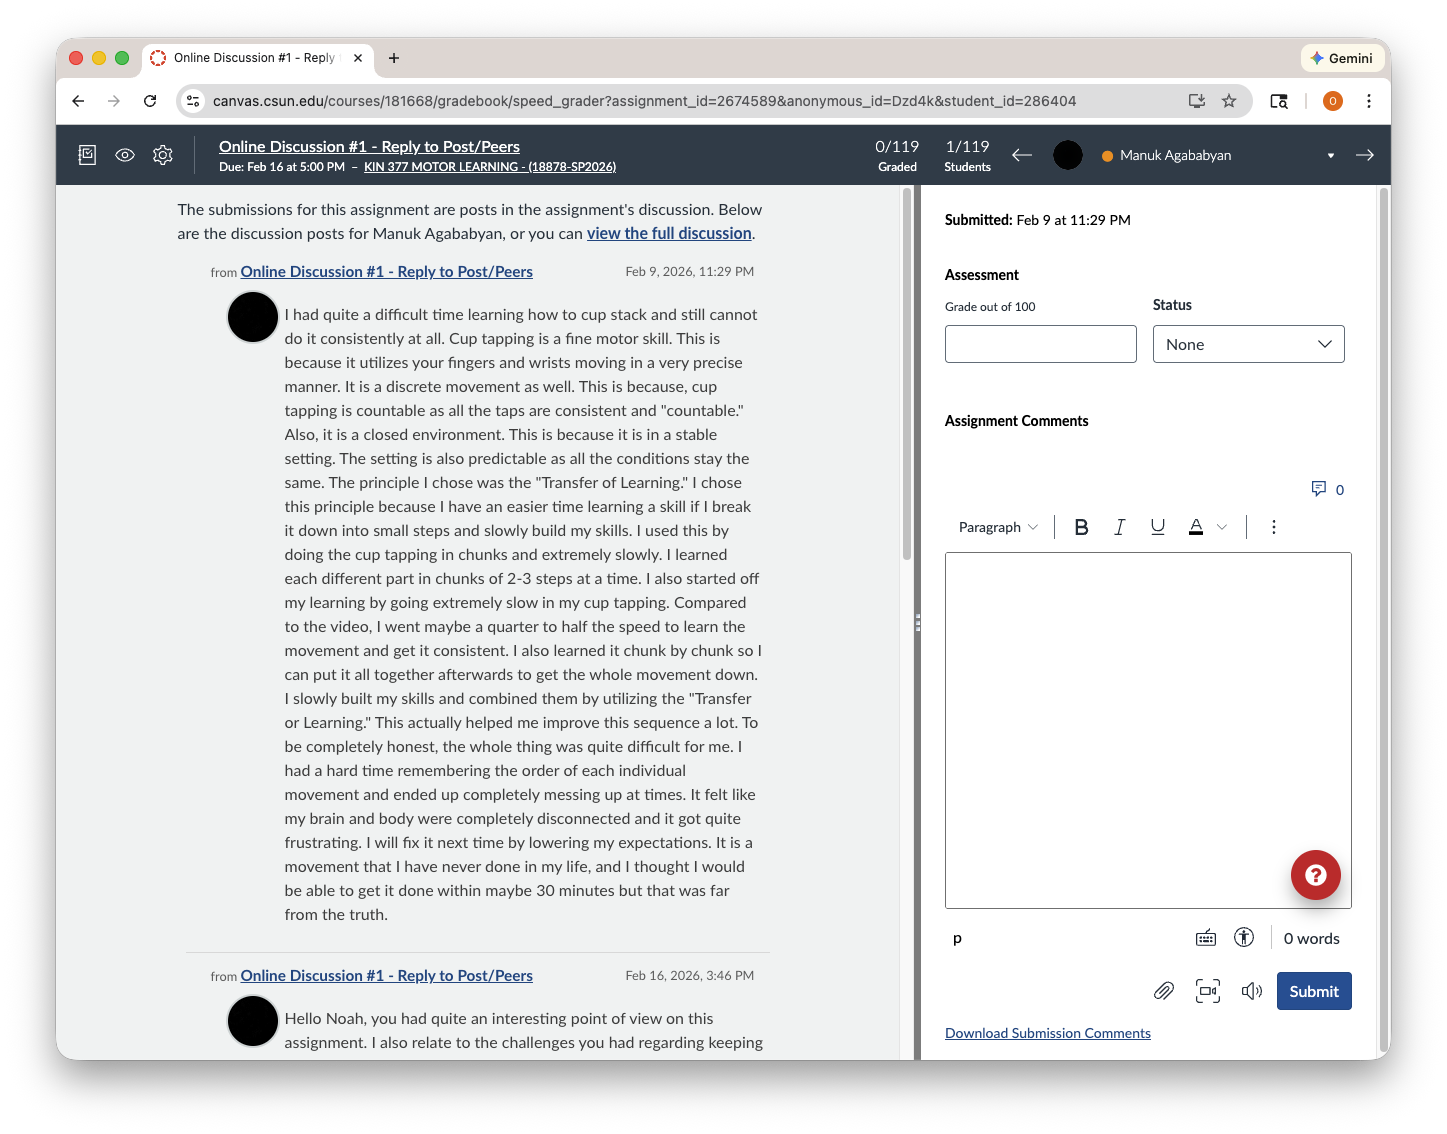 Online Discussion #1 - Reply
Gemini
canvas.csun.edu/courses/181668/gradebook/speed_grader?assignment_id=2674589&anonymous_id=Dzd4k&student_id=286404
O
Online Discussion #1 - Reply to Post/Peers
Due: Feb 16 at 5:00 PM – KIN 377 MOTOR LEARNING - (18878-SP2026)
0/119
Graded
1/119
Students
Manuk Agababyan
The submissions for this assignment are posts in the assignment's discussion. Below
are the discussion posts for Manuk Agababyan, or you can view the full discussion.
from Online Discussion #1 - Reply to Post/Peers
Feb 9, 2026, 11:29 PM
I had quite a difficult time learning how to cup stack and still cannot
do it consistently at all. Cup tapping is a fine motor skill. This is
because it utilizes your fingers and wrists moving in a very precise
manner. It is a discrete movement as well. This is because, cup
tapping is countable as all the taps are consistent and "countable."
Also, it is a closed environment. This is because it is in a stable
setting. The setting is also predictable as all the conditions stay the
same. The principle I chose was the "Transfer of Learning." I chose
this principle because I have an easier time learning a skill if I break
it down into small steps and slowly build my skills. I used this by
doing the cup tapping in chunks and extremely slowly. I learned
each different part in chunks of 2-3 steps at a time. I also started off
my learning by going extremely slow in my cup tapping. Compared
to the video, I went maybe a quarter to half the speed to learn the
movement and get it consistent. I also learned it chunk by chunk so I
can put it all together afterwards to get the whole movement down.
I slowly built my skills and combined them by utilizing the "Transfer
or Learning." This actually helped me improve this sequence a lot. To
be completely honest, the whole thing was quite difficult for me. I
had a hard time remembering the order of each individual
movement and ended up completely messing up at times. It felt like
my brain and body were completely disconnected and it got quite
frustrating. I will fix it next time by lowering my expectations. It is a
movement that I have never done in my life, and I thought I would
be able to get it done within maybe 30 minutes but that was far
from the truth.
from Online Discussion #1 - Reply to Post/Peers
Feb 16, 2026, 3:46 PM
Hello Noah, you had quite an interesting point of view on this
assignment. I also relate to the challenges you had regarding keeping
Submitted: Feb 9 at 11:29 PM
Assessment
Grade out of 100
Status
None
Assignment Comments
0
Paragraph
B I U A
p
0 words
Submit
Download Submission Comments